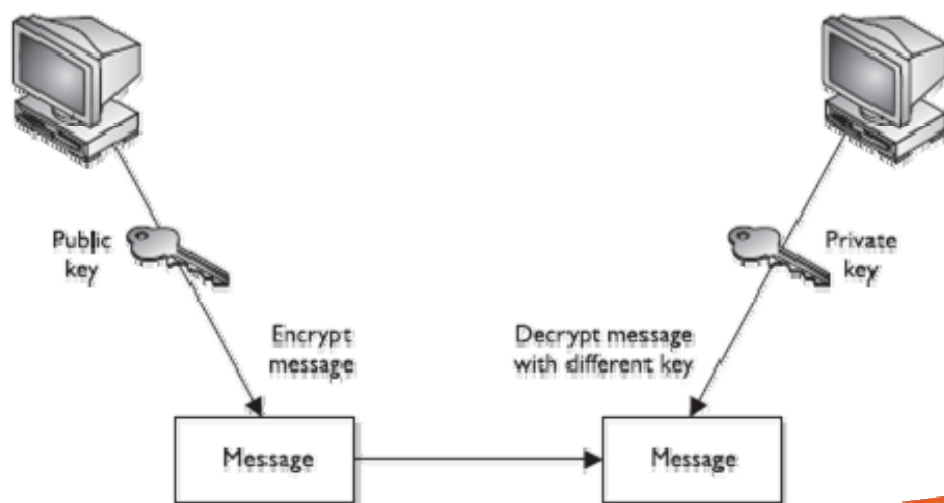 Public
key
Private
key
Encrypt
message
Decrypt message
with different key
Message
Message